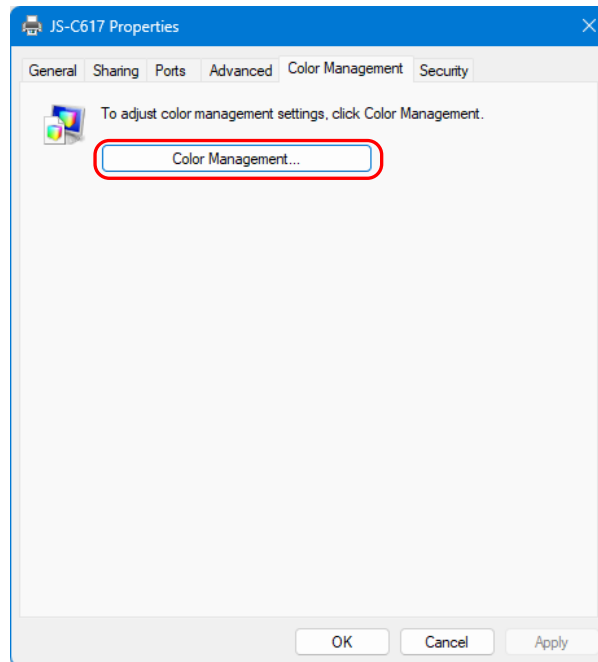 JS-C617 Properties
General Sharing Ports Advanced Color Management Security
To adjust color management settings, click Color Management.
Color Management...
OK Cancel Apply